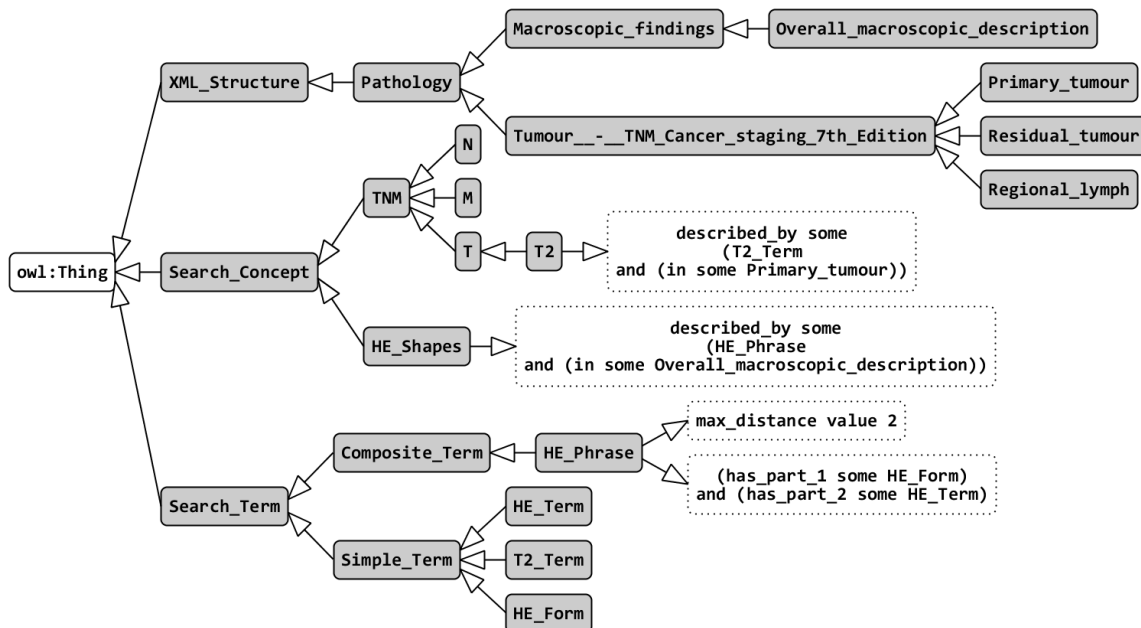 Macroscopic_findings
Overall_macroscopic_description
XML_Structure
Pathology
Primary_tumour
Tumour__-__TNM_Cancer_staging_7th_Edition
Residual_tumour
Regional_lymph
N
TNM
M
T
T2
described_by some
(T2_Term
and (in some Primary_tumour))
owl:Thing
Search_Concept
HE_Shapes
described_by some
(HE_Phrase
and (in some Overall_macroscopic_description))
max_distance value 2
Composite_Term
HE_Phrase
(has_part_1 some HE_Form)
and (has_part_2 some HE_Term)
Search_Term
HE_Term
Simple_Term
T2_Term
HE_Form